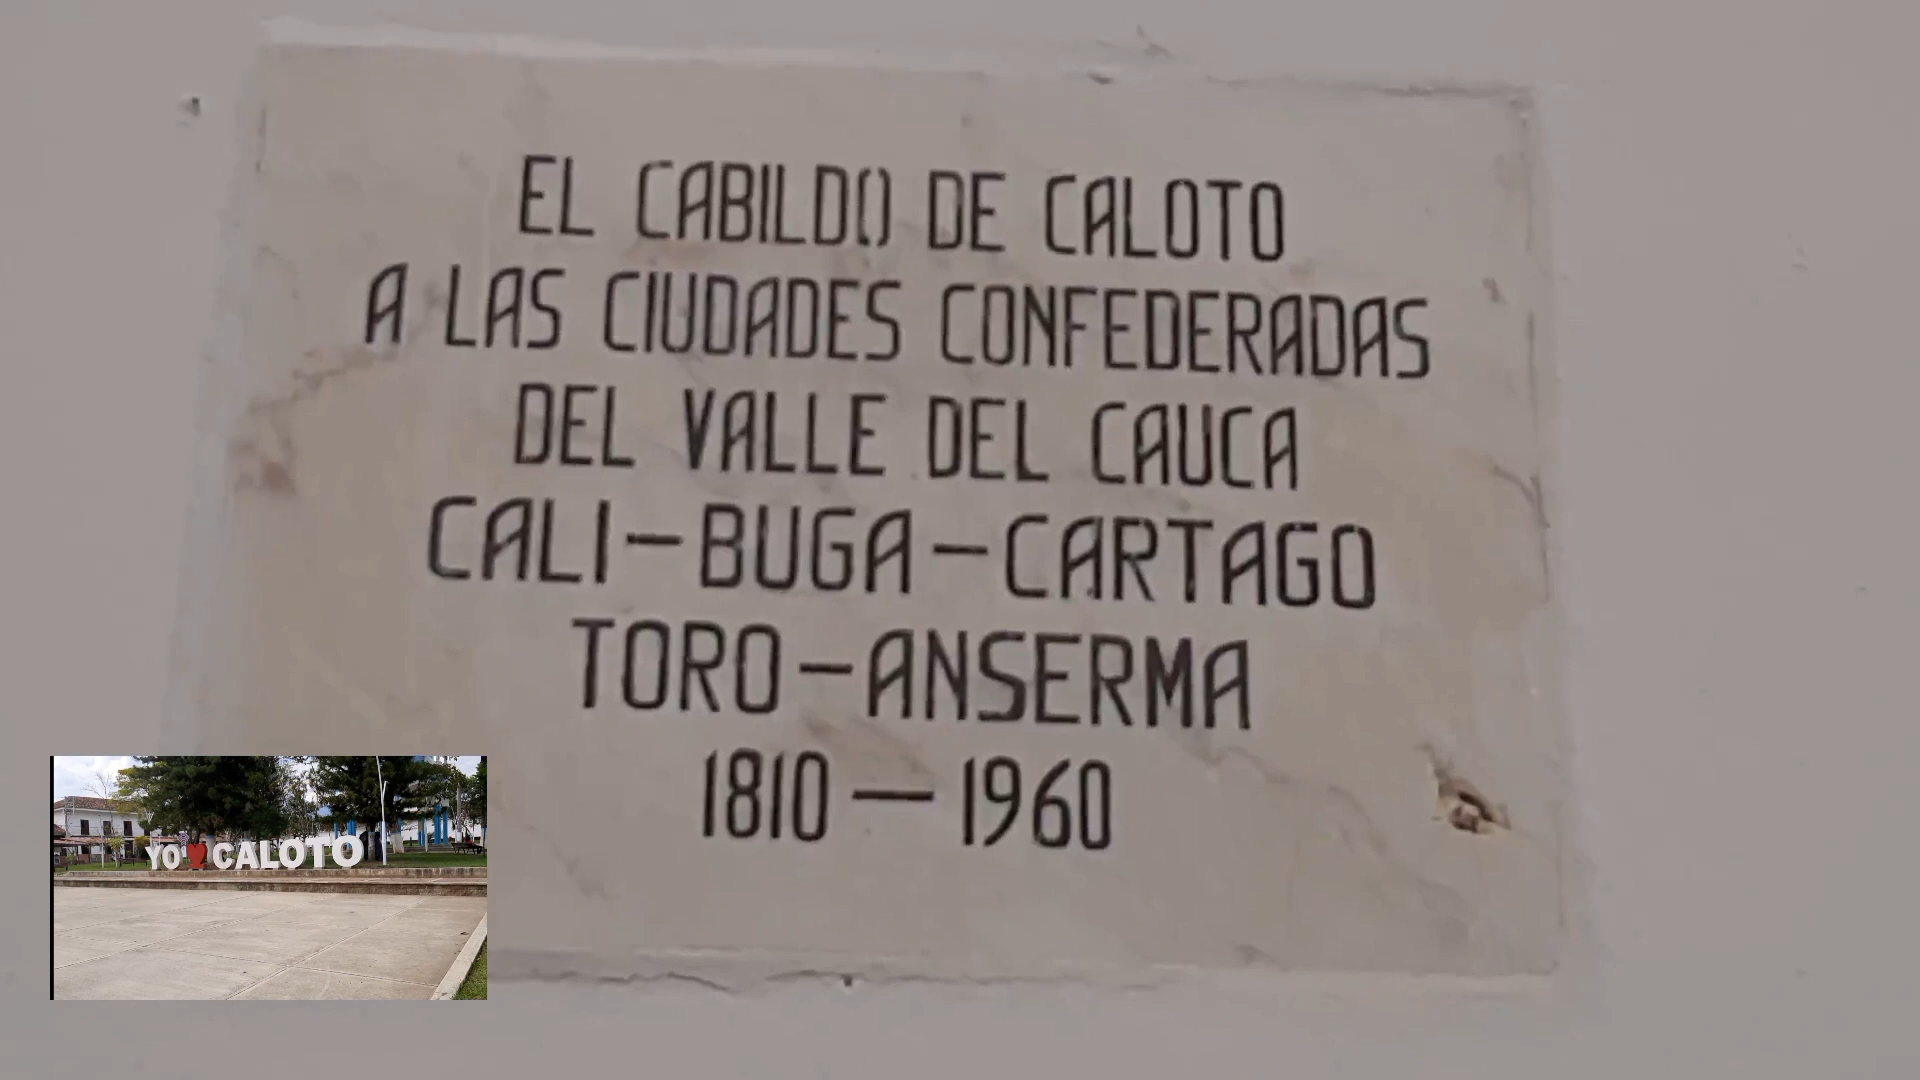 EL CABILDO DE CALOTO
A LAS CIUDADES CONFEDERADAS
DEL VALLE DEL CAUCA
CALI-BUGA-CARTAGO
TORO-ANSERMA
1810-1960
YO ❤ CALOTO